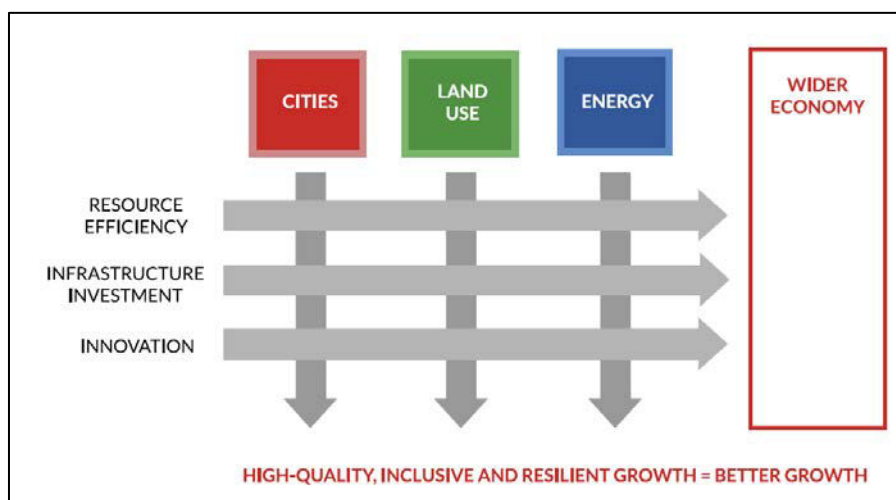 CITIES
LAND
USE
ENERGY
WIDER
ECONOMY
RESOURCE
EFFICIENCY
INFRASTRUCTURE
INVESTMENT
INNOVATION
HIGH-QUALITY, INCLUSIVE AND RESILIENT GROWTH = BETTER GROWTH